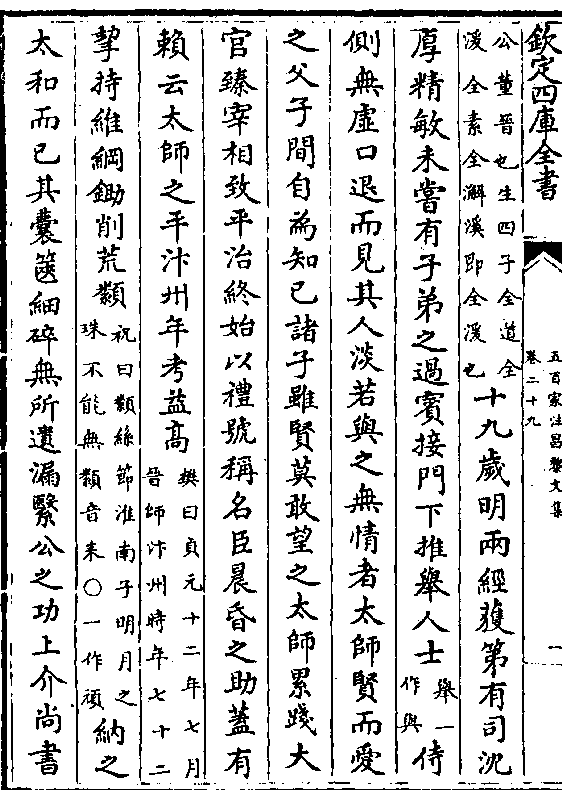 欽定四庫全書
五百家注昌黎文集
卷二十九
一
公董晉也生四子全道全
溪全素全澥溪即全溪也
十九歲明兩經獲第有司沈
厚精敏未嘗有子弟之過賓接門下推舉人士舉一作與侍
側無虛口退而見其人淡若與之無情者太師賢而愛
之父子間自為知己諸子雖賢莫敢望之太師累踐大
官臻宰相致平治終始以禮號稱名臣晨昏之助蓋有
賴云太師之平汴州年考益高樊曰貞元十二年七月晉師汴州時年七十二
挈持維綱鋤削荒纇祝曰纇絲節淮南子明月之珠不能無纇音耒○一作頑納之
太和而已其囊篋細碎無所遺漏緊公之功上介尚書